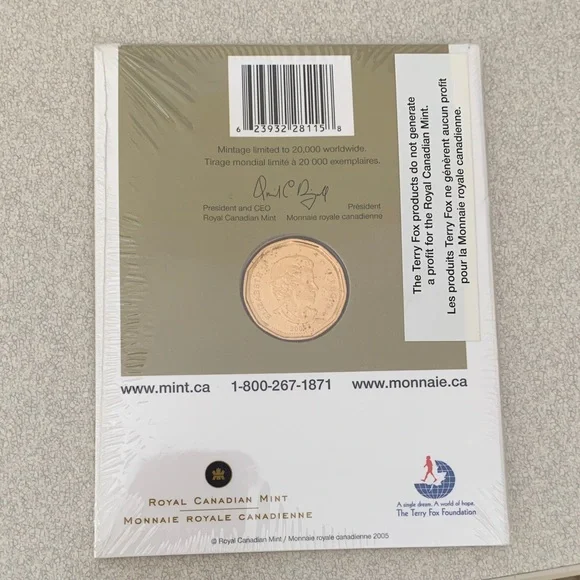 6 23932 28115 8
Mintage limited to 20,000 worldwide.
Tirage mondial limité à 20 000 exemplaires.
President and CEO
Royal Canadian Mint
Président
Monnaie royale canadienne
The Terry Fox products do not generate
a profit for the Royal Canadian Mint.
Les produits Terry Fox ne génèrent aucun profit
pour la Monnaie royale canadienne.
www.mint.ca 1-800-267-1871 www.monnaie.ca
ROYAL CANADIAN MINT
MONNAIE ROYALE CANADIENNE
A single dream. A world of hope.
The Terry Fox Foundation
© Royal Canadian Mint / Monnaie royale canadienne 2005